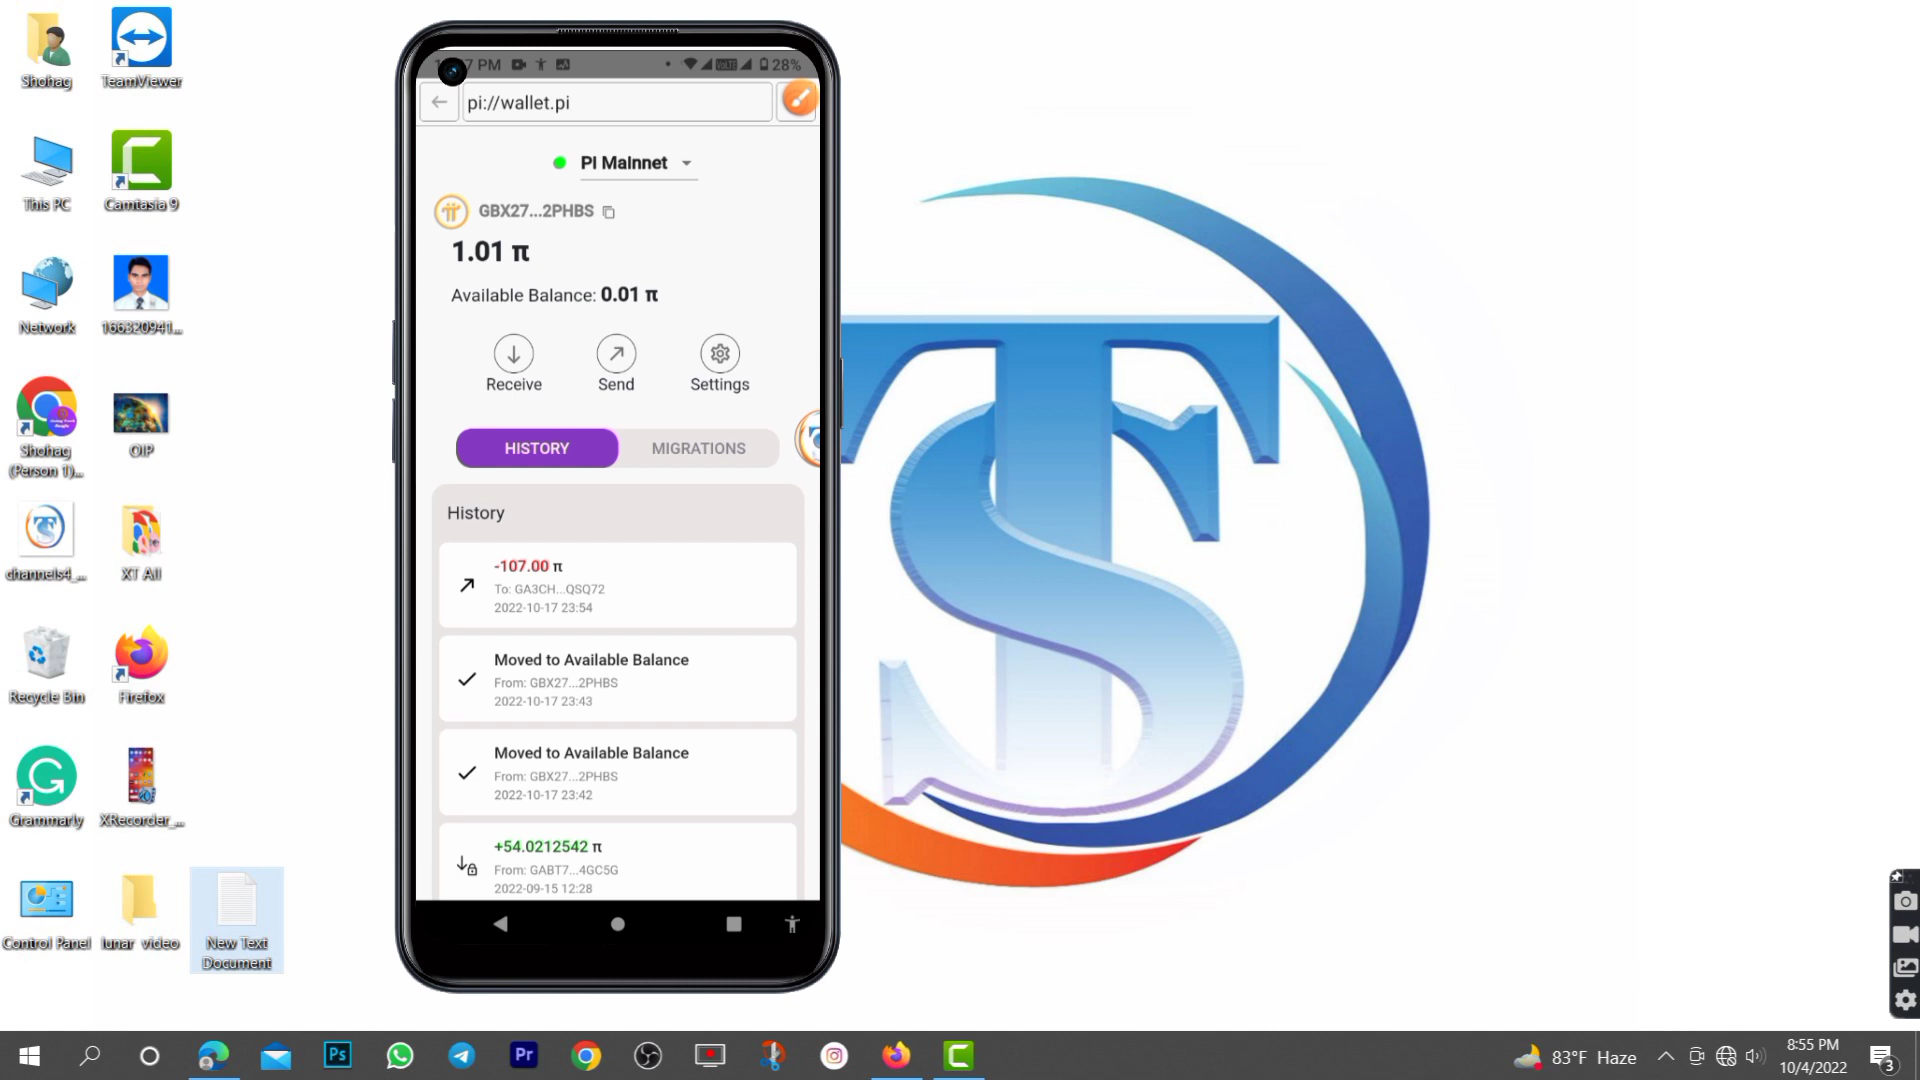 Shohag
TeamViewer
This PC
Camtasia 9
Network
166320941...
Shohag
(Person 1)...
OIP
channels4_...
XT All
Recycle Bin
Firefox
Grammarly
XRecorder_...
Control Panel
lunar video
New Text
Document
7 PM
28%
pi://wallet.pi
Pi Mainnet
GBX27...2PHBS
1.01 π
Available Balance: 0.01 π
Receive
Send
Settings
HISTORY
MIGRATIONS
History
-107.00 π
To: GA3CH...QSQ72
2022-10-17 23:54
Moved to Available Balance
From: GBX27...2PHBS
2022-10-17 23:43
Moved to Available Balance
From: GBX27...2PHBS
2022-10-17 23:42
+54.0212542 π
From: GABT7...4GC5G
2022-09-15 12:28
TS
Ps
Pr
83°F Haze
8:55 PM
10/4/2022
3